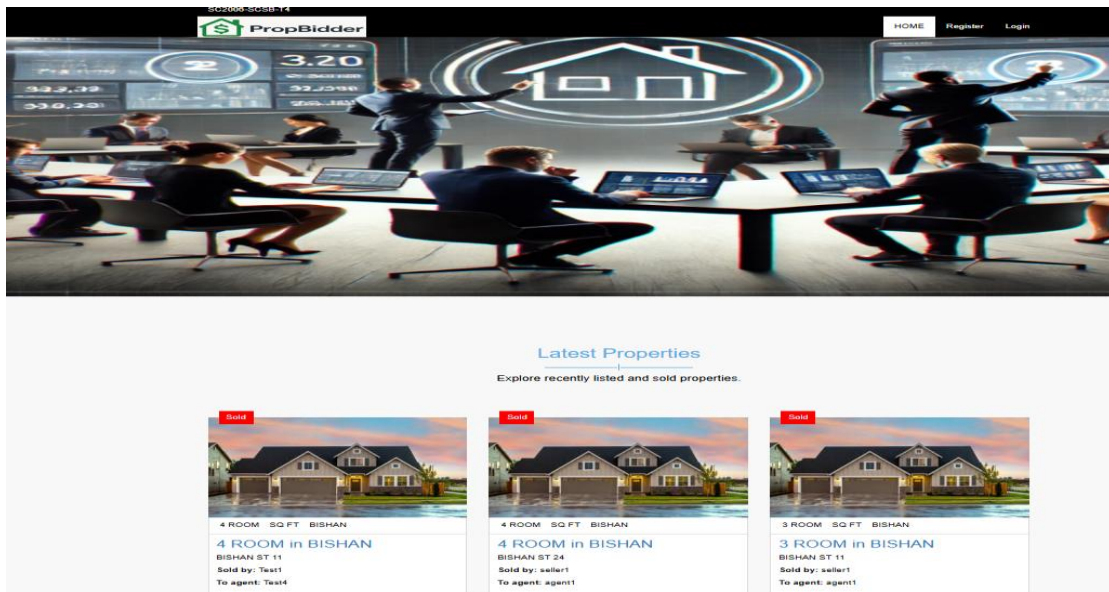 SC2006-SCSB-T4
PropBidder
HOME Register Login
3.20
Latest Properties
Explore recently listed and sold properties.
Sold Sold Sold
4 ROOM SQ FT BISHAN 4 ROOM SQ FT BISHAN 3 ROOM SQ FT BISHAN
4 ROOM in BISHAN 4 ROOM in BISHAN 3 ROOM in BISHAN
BISHAN ST 11 BISHAN ST 24 BISHAN ST 11
Sold by: Test1 Sold by: seller1 Sold by: seller1
To agent: Test4 To agent: agent1 To agent: agent1